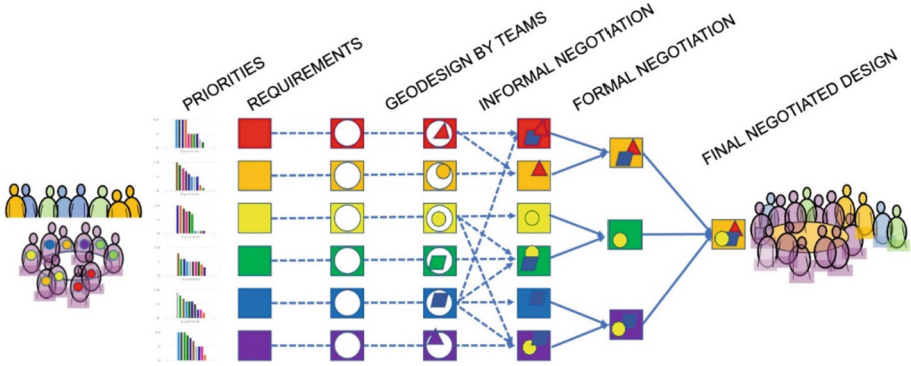 PRIORITIES
REQUIREMENTS
GEODESIGN BY TEAMS
INFORMAL NEGOTIATION
FORMAL NEGOTIATION
FINAL NEGOTIATED DESIGN